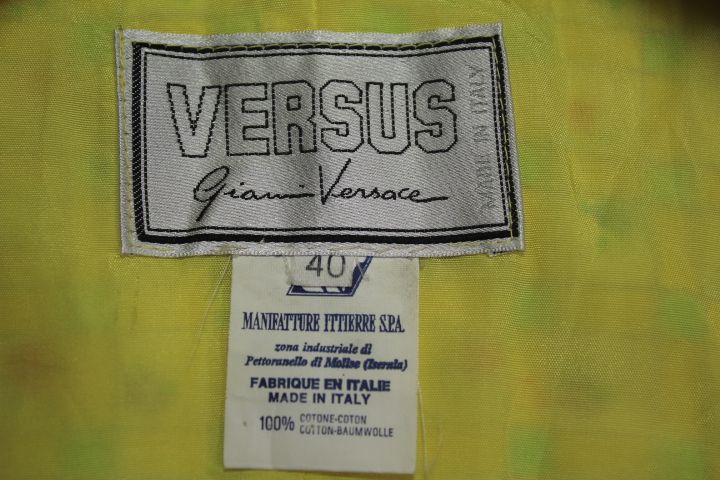 VERSUS
Gianni Versace
MADE IN ITALY
40
MANIFATTURE ITTIERRE S.P.A.
zona industriale di
Pettoranello di Molise (Isernia)
FABRIQUE EN ITALIE
MADE IN ITALY
100% COTONE-COTON
COTTON-BAUMWOLLE